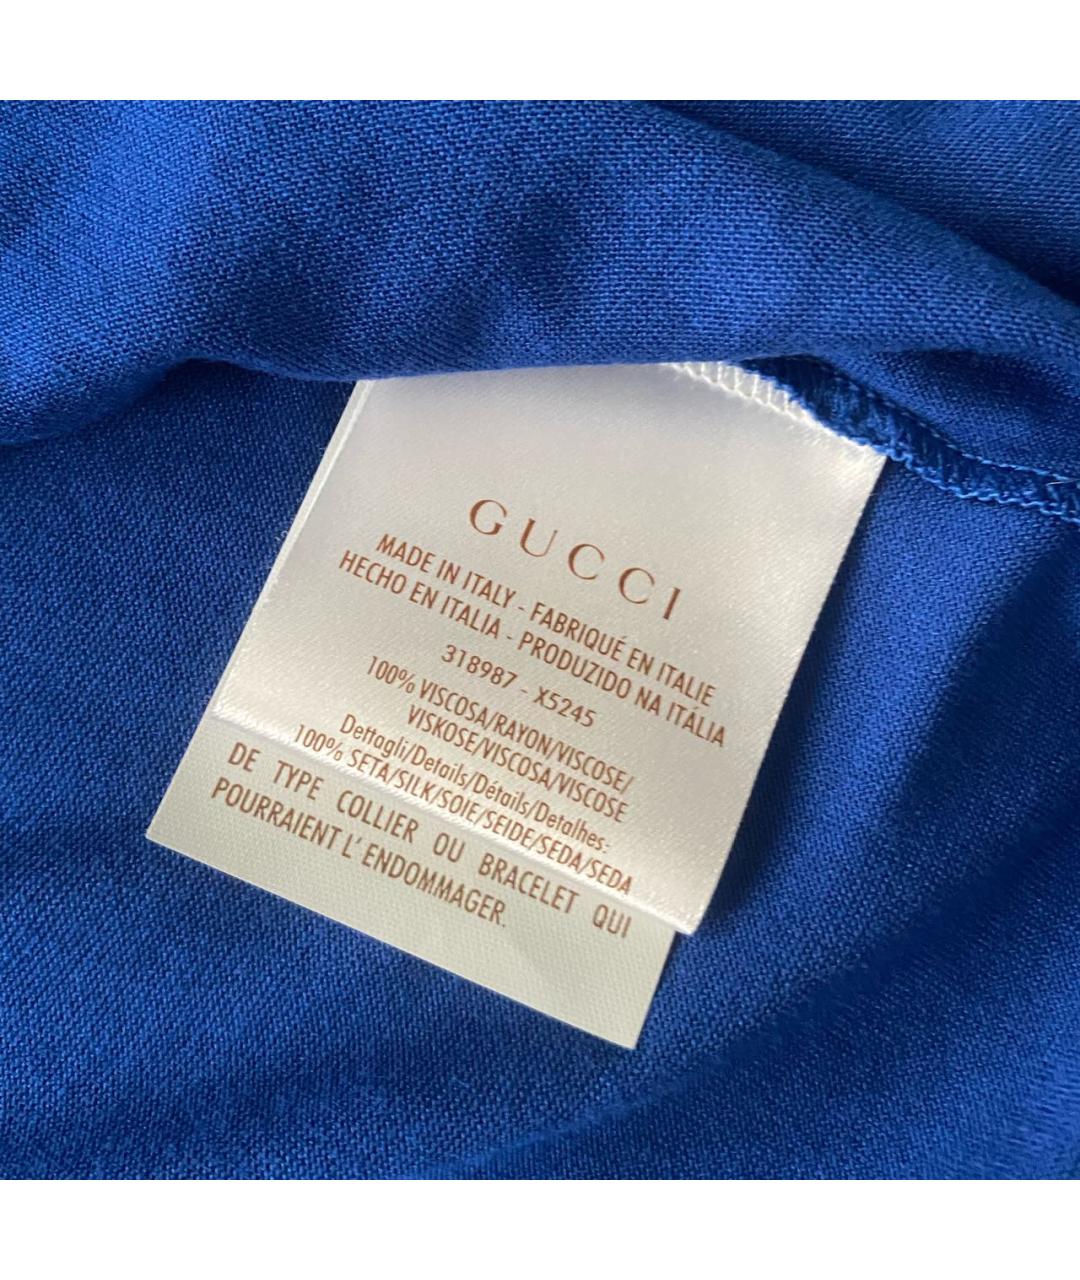 GUCCI
MADE IN ITALY - FABRIQUÉ EN ITALIE
HECHO EN ITALIA - PRODUZIDO NA ITÁLIA
318987 - X5245
100% VISCOSA/RAYON/VISCOSE/
VISKOSE/VISCOSA/VISCOSE
Dettagli/Details/Détails/Detalhes:
100% SETA/SILK/SOIE/SEIDE/SEDA/SEDA
DE TYPE COLLIER OU BRACELET QUI
POURRAIENT L'ENDOMMAGER.